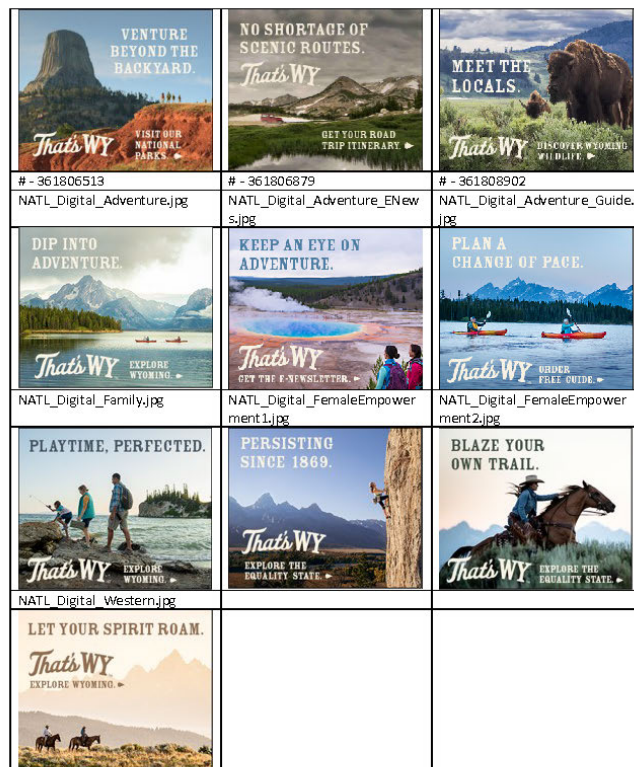 VENTURE
BEYOND THE
BACKYARD.
That's WY
VISIT OUR
NATIONAL
PARKS.
NO SHORTAGE OF
SCENIC ROUTES.
That's WY
GET YOUR ROAD
TRIP ITINERARY.
MEET THE
LOCALS.
That's WY
DISCOVER WYOMING
WILDLIFE.
# - 361806513
# - 361806879
# - 361808902
NATL_Digital_Adventure.jpg
NATL_Digital_Adventure_ENew
s.jpg
NATL_Digital_Adventure_Guide.
jpg
DIP INTO
ADVENTURE.
That's WY
EXPLORE
WYOMING.
KEEP AN EYE ON
ADVENTURE.
That's WY
GET THE E-NEWSLETTER.
PLAN A
CHANGE OF PACE.
That's WY
ORDER
FREE GUIDE.
NATL_Digital_Family.jpg
NATL_Digital_FemaleEmpower
ment1.jpg
NATL_Digital_FemaleEmpower
ment2.jpg
PLAYTIME, PERFECTED.
That's WY
EXPLORE
WYOMING.
PERSISTING
SINCE 1869.
That's WY
EXPLORE THE
EQUALITY STATE.
BLAZE YOUR
OWN TRAIL.
That's WY
EXPLORE THE
EQUALITY STATE.
NATL_Digital_Western.jpg
LET YOUR SPIRIT ROAM.
That's WY
EXPLORE WYOMING.